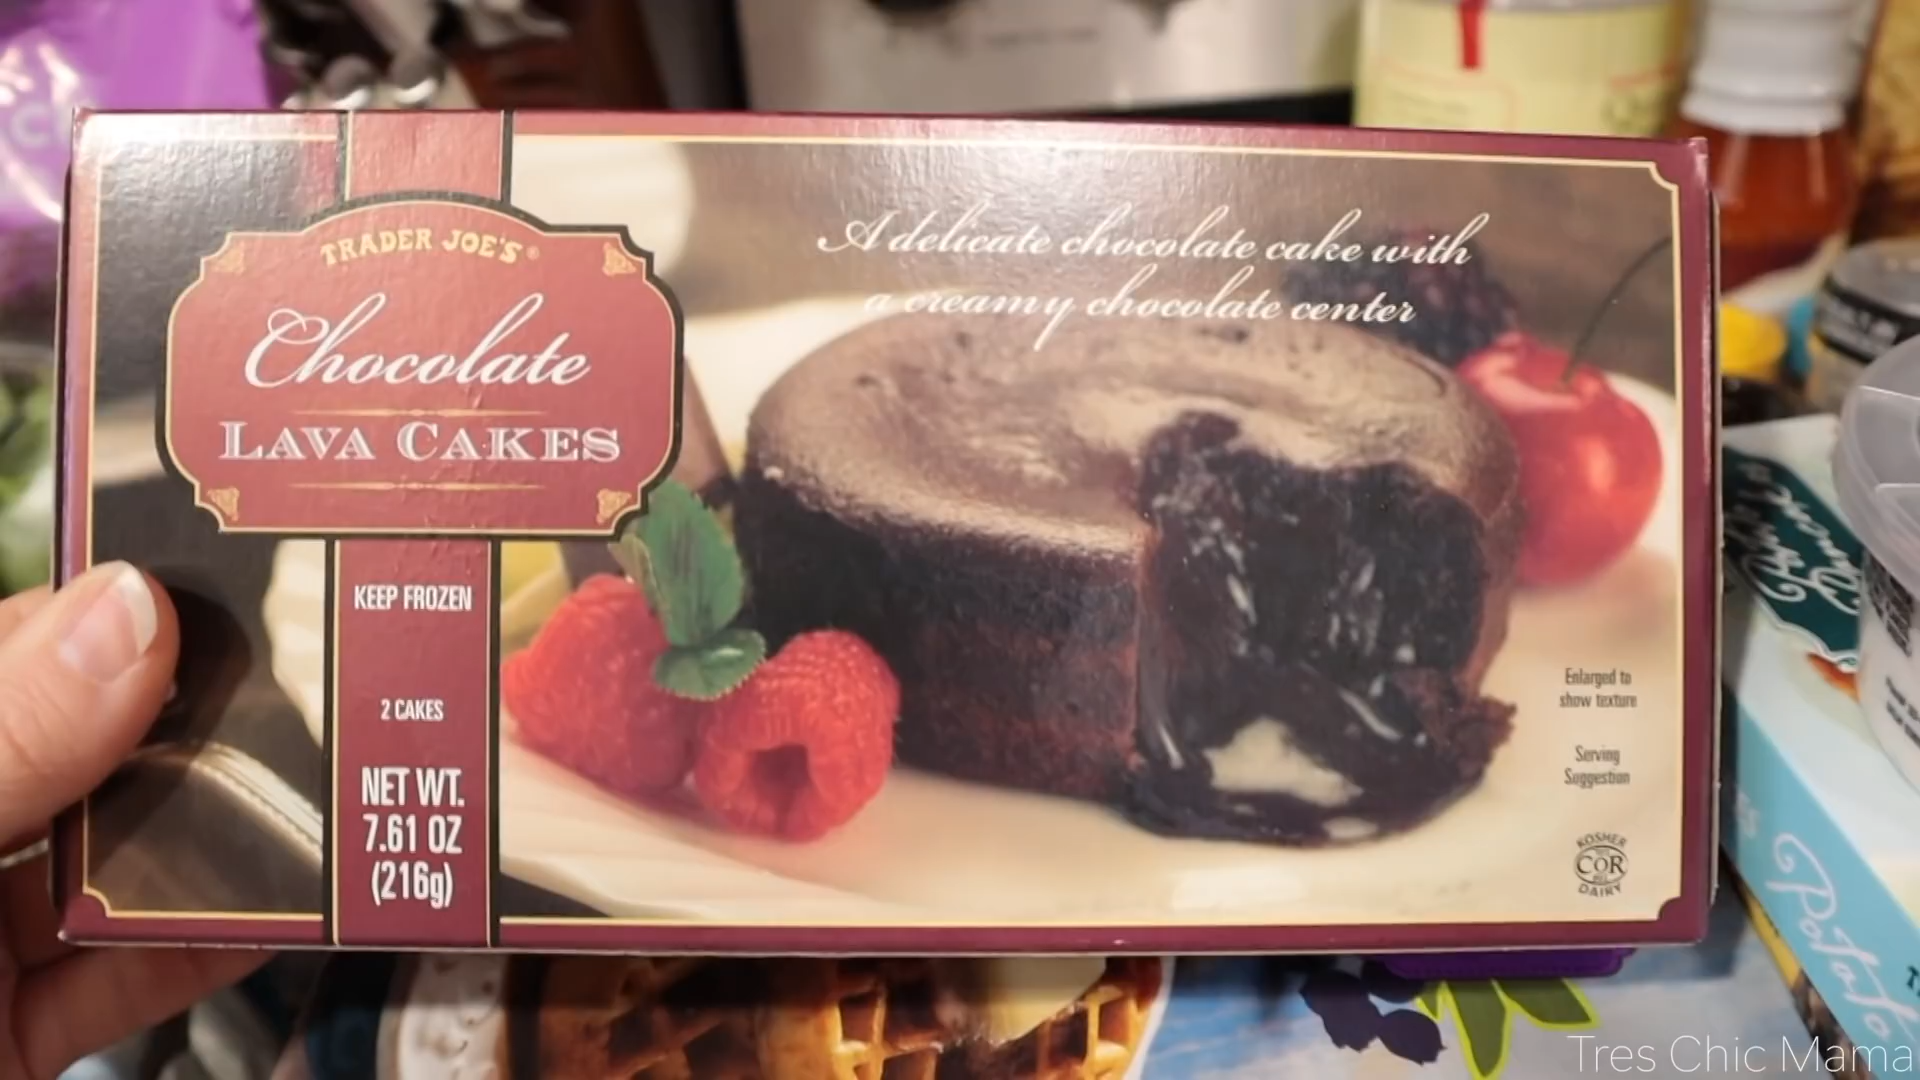 TRADER JOE'S®
Chocolate
LAVA CAKES
A delicate chocolate cake with
a creamy chocolate center
KEEP FROZEN
2 CAKES
NET WT.
7.61 OZ
(216g)
Enlarged to
show texture
Serving
Suggestion
KOSHER
COR
DAIRY
Potato
Tres Chic Mama